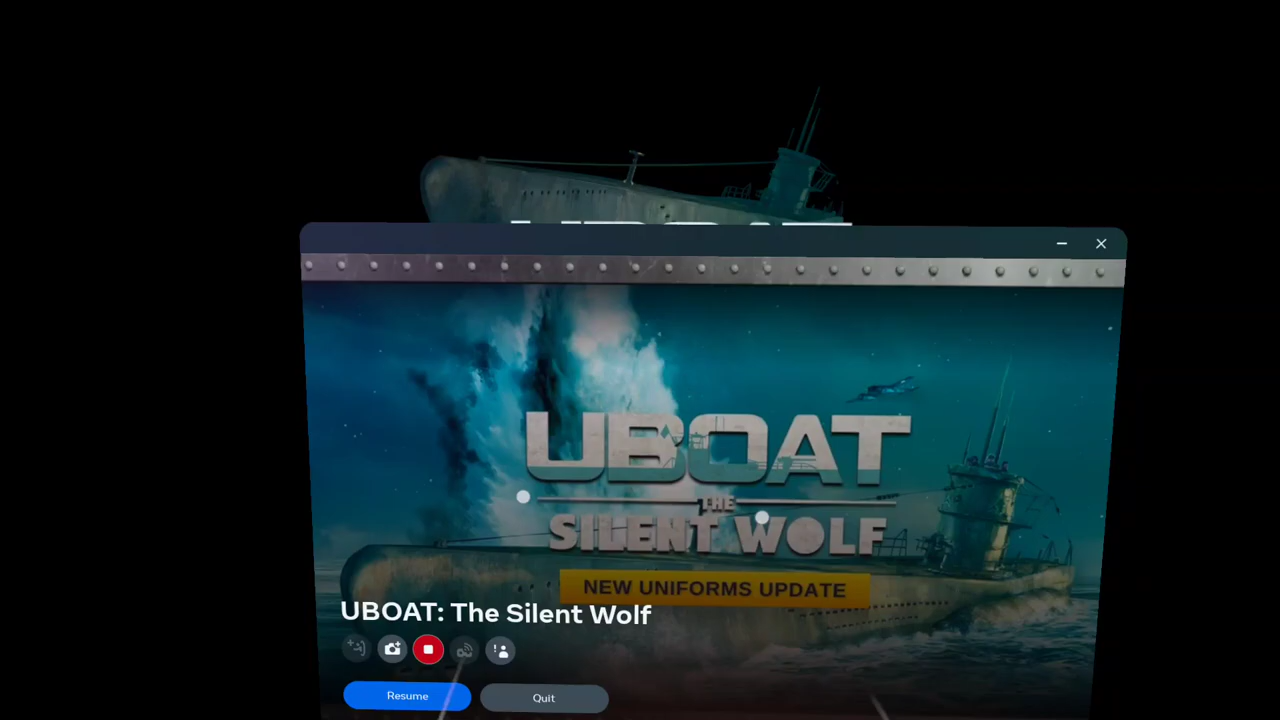 UBOAT
THE
SILENT WOLF
NEW UNIFORMS UPDATE
UBOAT: The Silent Wolf
Resume
Quit